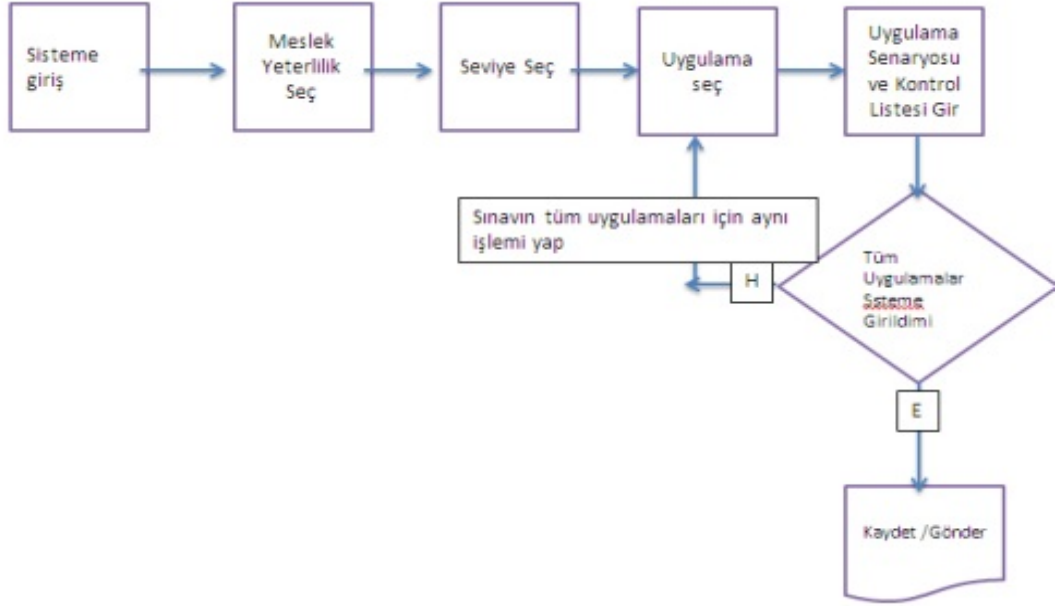 Sisteme
giriş
Meslek
Yeterlilik
Seç
Seviye Seç
Uygulama
seç
Uygulama
Senaryosu
ve Kontrol
Listesi Gir
Sınavın tüm uygulamaları için aynı
işlemi yap
H
Tüm
Uygulamalar
Ssteme
Girildimi
E
Kaydet /Gönder